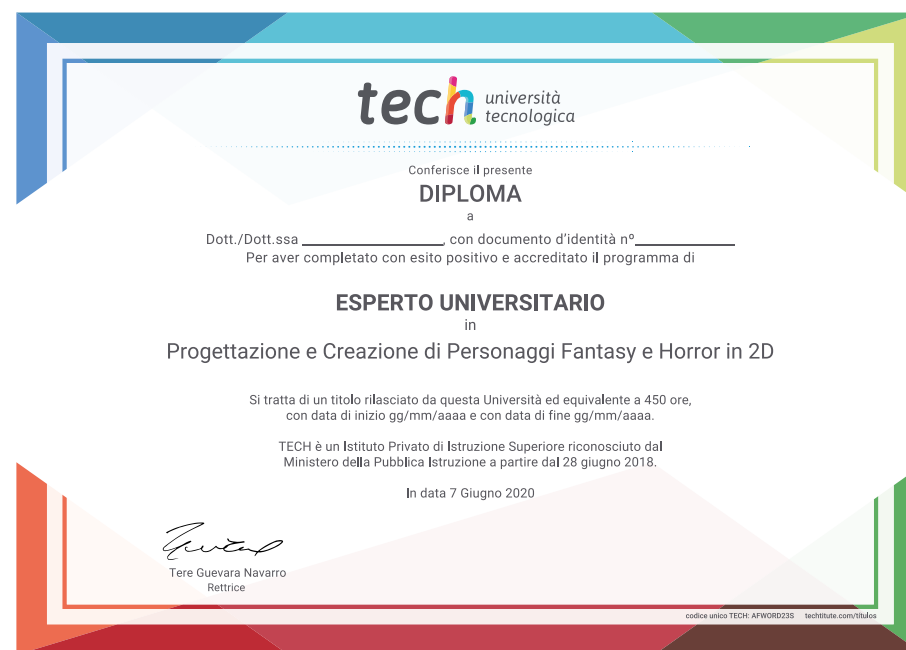 tech università
tecnologica
Conferisce il presente
DIPLOMA
a
Dott./Dott.ssa ____________________, con documento d'identità nº______________
Per aver completato con esito positivo e accreditato il programma di
ESPERTO UNIVERSITARIO
in
Progettazione e Creazione di Personaggi Fantasy e Horror in 2D
Si tratta di un titolo rilasciato da questa Università ed equivalente a 450 ore,
con data di inizio gg/mm/aaaa e con data di fine gg/mm/aaaa.
TECH è un Istituto Privato di Istruzione Superiore riconosciuto dal
Ministero della Pubblica Istruzione a partire dal 28 giugno 2018.
In data 7 Giugno 2020
Tere Guevara Navarro
Rettrice
codice unico TECH: AFWORD23S techtitute.com/titulos